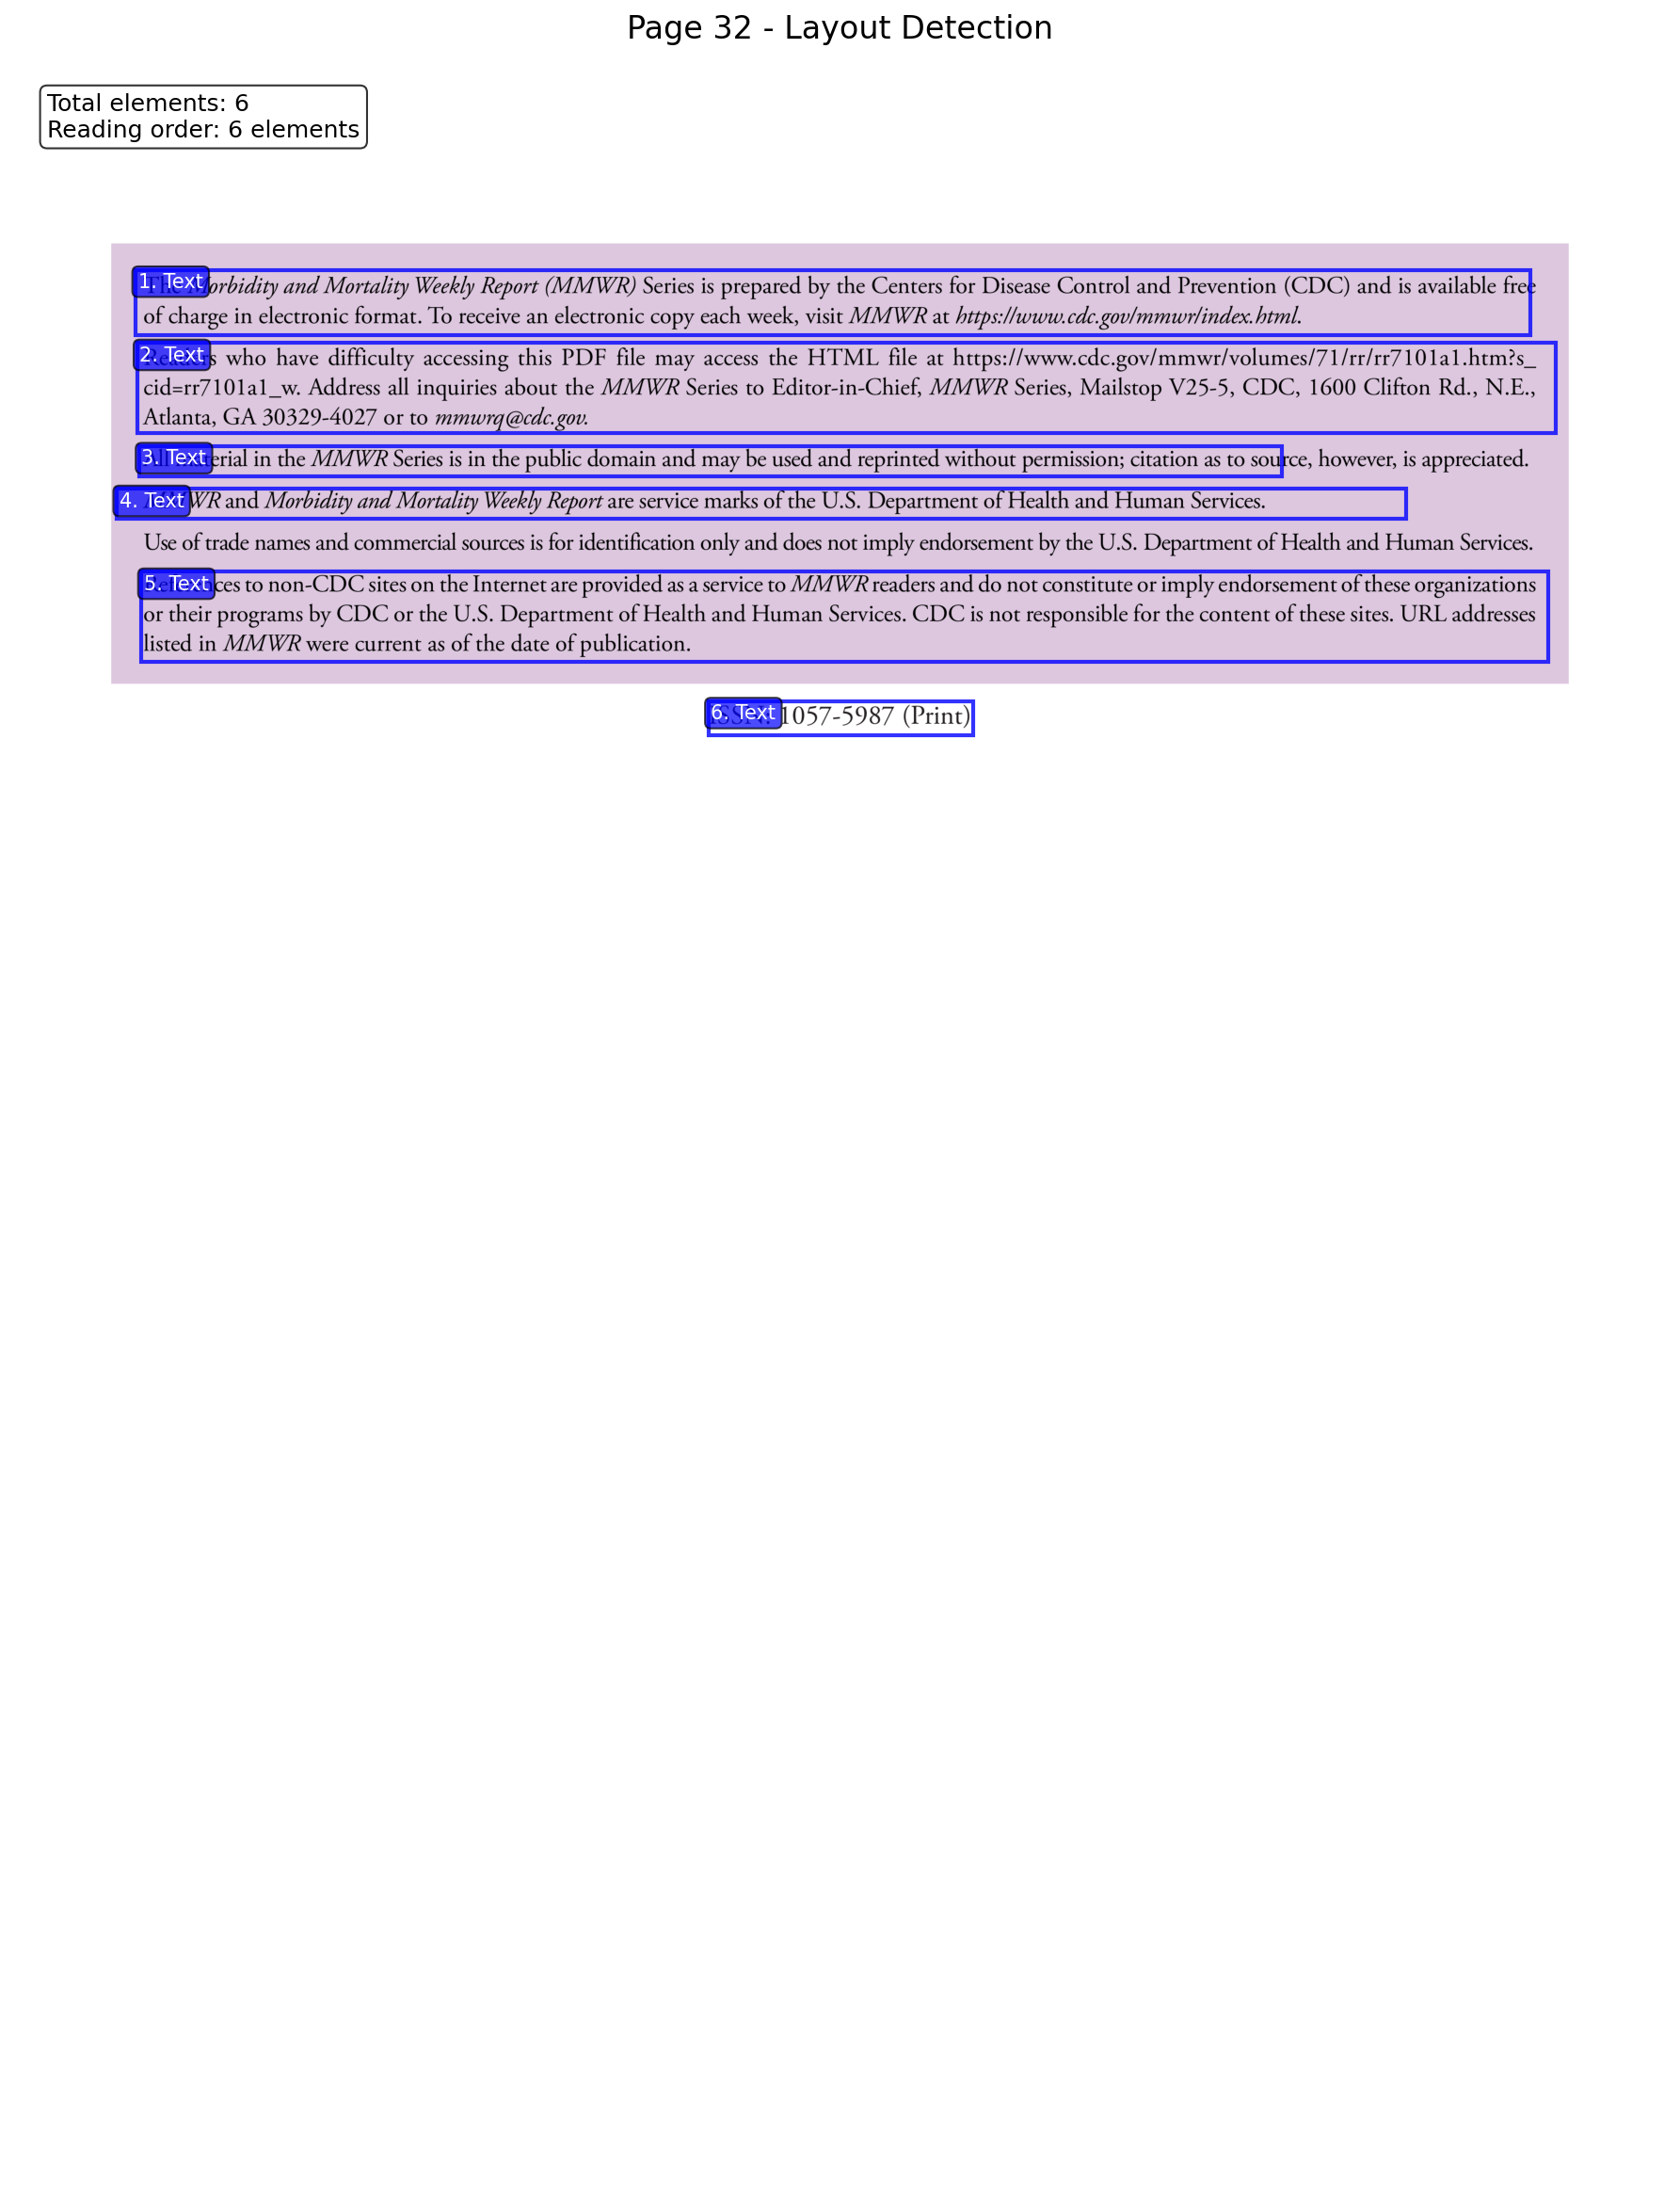 Page 32 - Layout Detection
Total elements: 6
Reading order: 6 elements
1. Text
The Morbidity and Mortality Weekly Report (MMWR) Series is prepared by the Centers for Disease Control and Prevention (CDC) and is available free
of charge in electronic format. To receive an electronic copy each week, visit MMWR at https://www.cdc.gov/mmwr/index.html.
2. Text
Readers who have difficulty accessing this PDF file may access the HTML file at https://www.cdc.gov/mmwr/volumes/71/rr/rr7101a1.htm?s_
cid=rr7101a1_w. Address all inquiries about the MMWR Series to Editor-in-Chief, MMWR Series, Mailstop V25-5, CDC, 1600 Clifton Rd., N.E.,
Atlanta, GA 30329-4027 or to mmwrq@cdc.gov.
3. Text
All material in the MMWR Series is in the public domain and may be used and reprinted without permission; citation as to source, however, is appreciated.
4. Text
MMWR and Morbidity and Mortality Weekly Report are service marks of the U.S. Department of Health and Human Services.
Use of trade names and commercial sources is for identification only and does not imply endorsement by the U.S. Department of Health and Human Services.
5. Text
References to non-CDC sites on the Internet are provided as a service to MMWR readers and do not constitute or imply endorsement of these organizations
or their programs by CDC or the U.S. Department of Health and Human Services. CDC is not responsible for the content of these sites. URL addresses
listed in MMWR were current as of the date of publication.
6. Text
ISSN: 1057-5987 (Print)